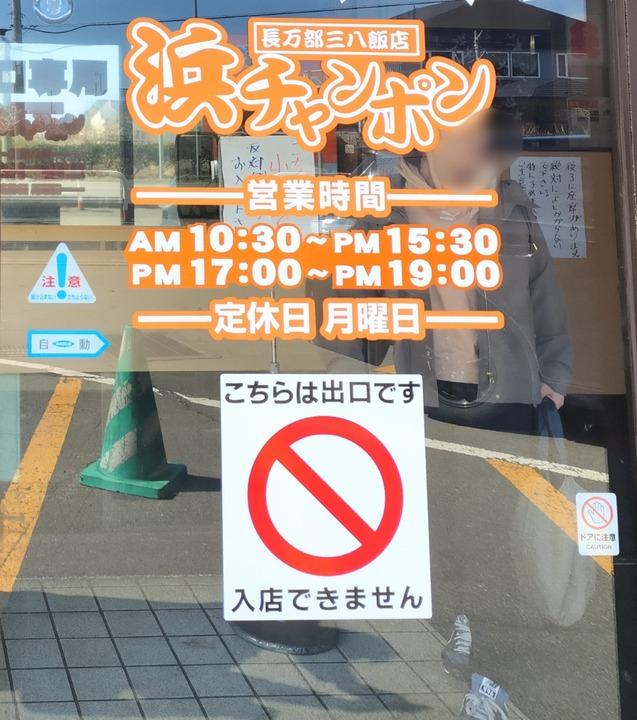 長万部三八飯店
浜チャンポン
営業時間
AM 10:30~PM 15:30
PM 17:00~PM 19:00
定休日 月曜日
注!意
自動
こちらは出口です
入店できません
ドアに注意
CAUTION